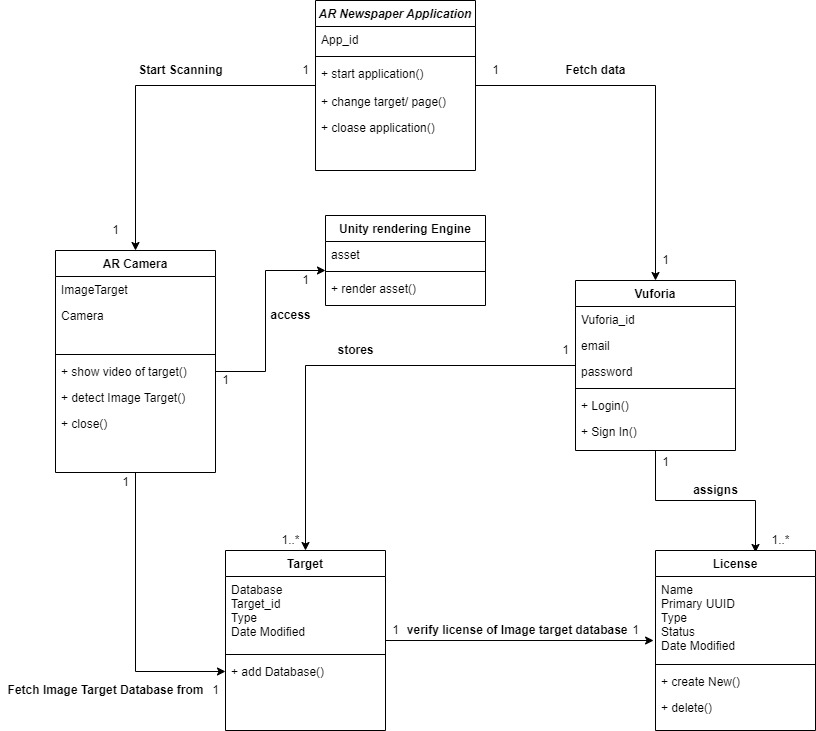 AR Newspaper Application
App_id
+ start application()
+ change target/ page()
+ cloase application()
Start Scanning
1
1
Fetch data
1
1
AR Camera
ImageTarget
Camera
+ show video of target()
+ detect Image Target()
+ close()
Unity rendering Engine
asset
+ render asset()
1
access
1
Vuforia
Vuforia_id
email
password
+ Login()
+ Sign In()
1
stores
1..*
1
assigns
1..*
1
Fetch Image Target Database from
1
Target
Database
Target_id
Type
Date Modified
+ add Database()
1
verify license of Image target database
1
License
Name
Primary UUID
Type
Status
Date Modified
+ create New()
+ delete()